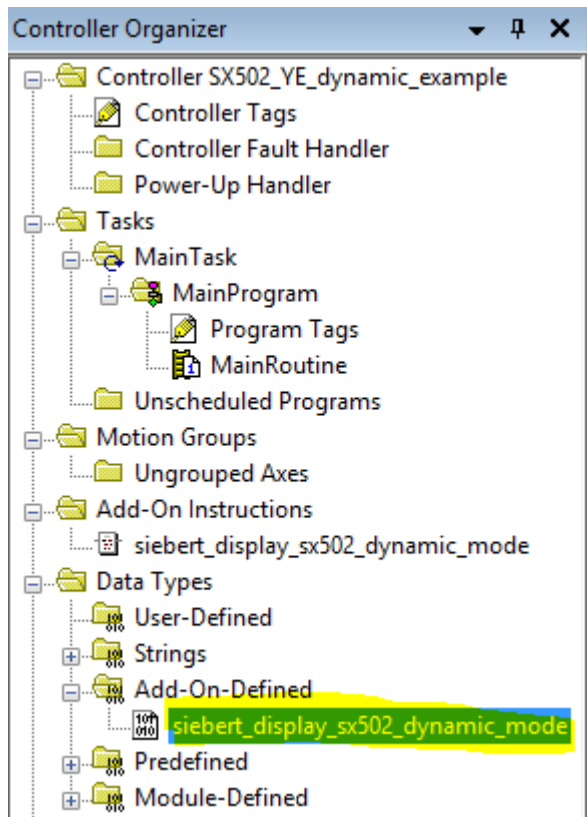 Controller Organizer
Controller SX502_YE_dynamic_example
Controller Tags
Controller Fault Handler
Power-Up Handler
Tasks
MainTask
MainProgram
Program Tags
MainRoutine
Unscheduled Programs
Motion Groups
Ungrouped Axes
Add-On Instructions
siebert_display_sx502_dynamic_mode
Data Types
User-Defined
Strings
Add-On-Defined
siebert_display_sx502_dynamic_mode
Predefined
Module-Defined